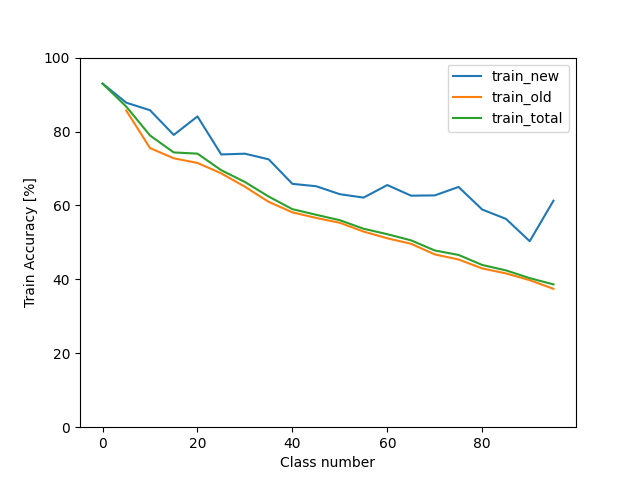 100
80
60
40
20
0
Train Accuracy [%]
train_new
train_old
train_total
0 20 40 60 80
Class number